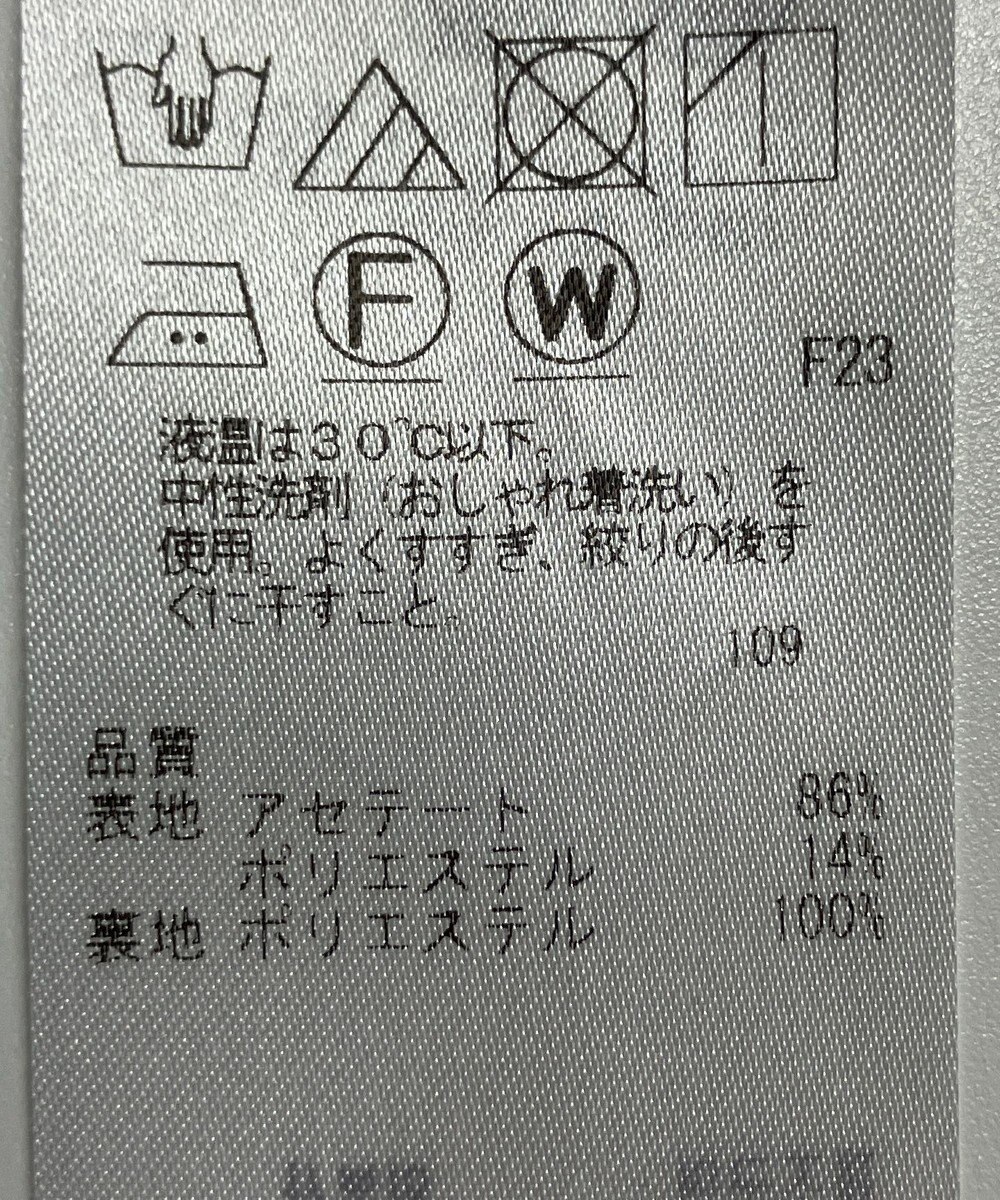 F W
F23
液温は30℃以下。
中性洗剤（おしゃれ着洗い）を
使用。よくすすぎ、絞りの後す
ぐに干すこと。
109
品質
表地 アセテート 86%
ポリエステル 14%
裏地 ポリエステル 100%